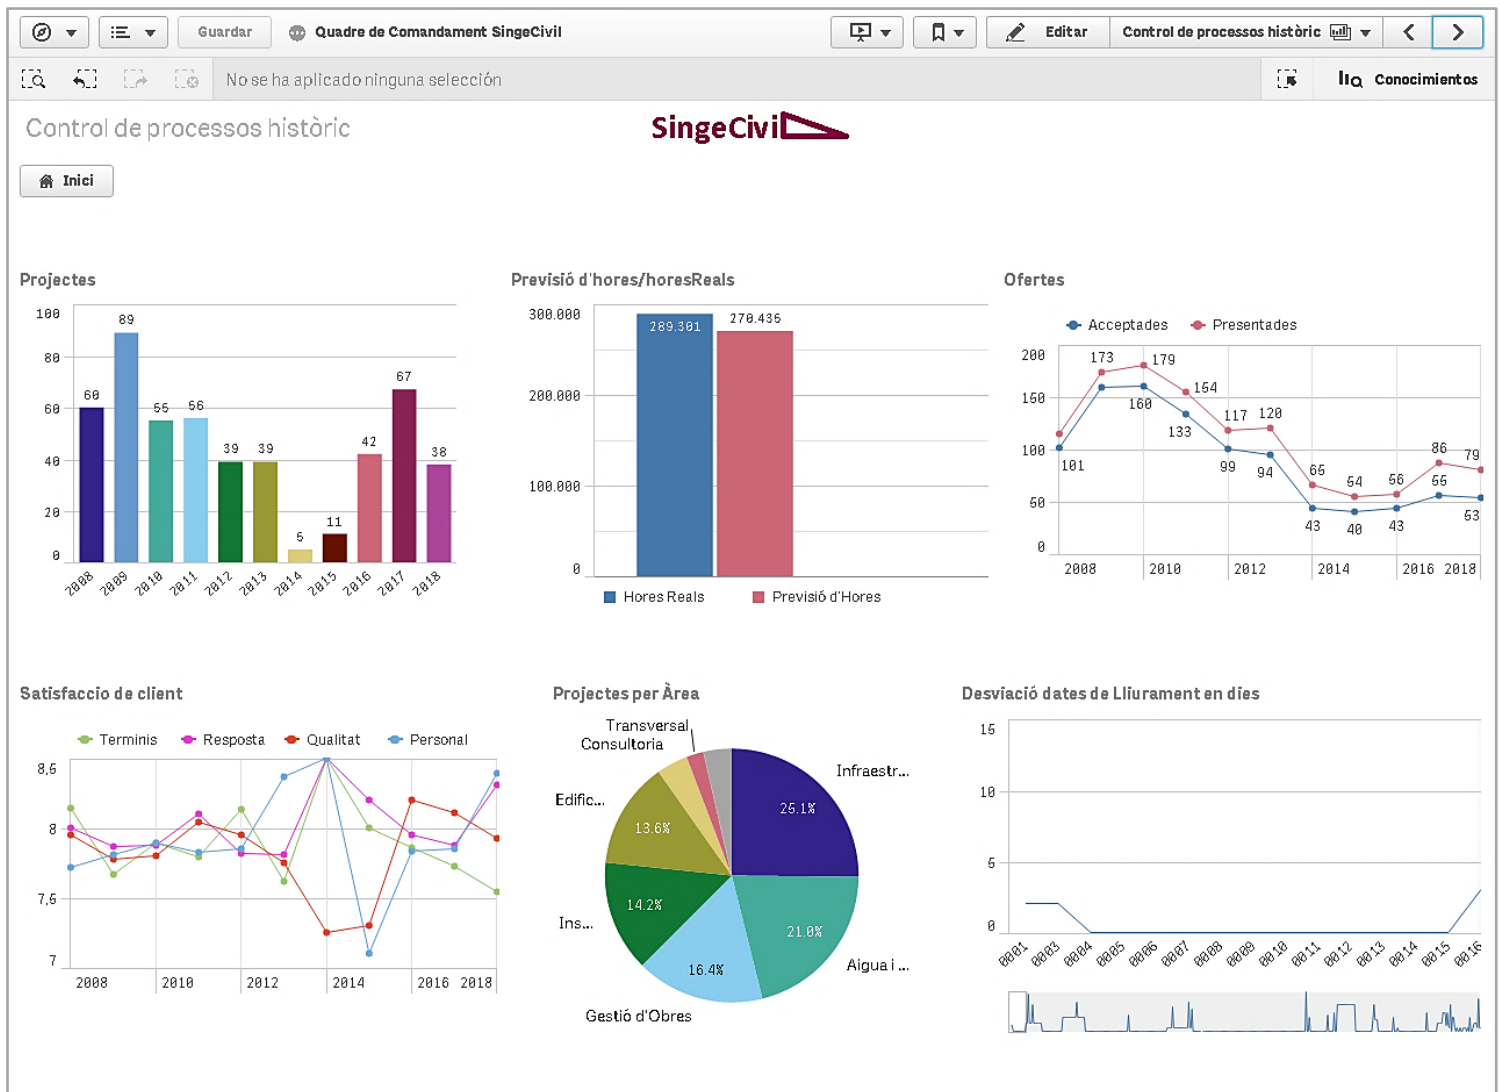 Guardar
Quadre de Comandament SingeCivil
Editar
Control de processos històric
No se ha aplicado ninguna selección
Conocimientos
Control de processos històric
SingeCivil
Inici
Projectes
100
80
60
40
20
0
60
89
55
56
39
39
5
11
42
67
38
2008 2009 2010 2011 2012 2013 2014 2015 2016 2017 2018
Previsió d'hores/horesReals
300.000
200.000
100.000
0
289.301
270.435
Hores Reals Previsió d'Hores
Ofertes
Acceptades Presentades
200
150
100
50
0
173
179
154
117
120
65
54
56
86
79
101
160
133
99
94
43
40
43
55
53
2008 2010 2012 2014 2016 2018
Satisfaccio de client
Terminis Resposta Qualitat Personal
8,5
8
7,5
7
2008 2010 2012 2014 2016 2018
Projectes per Àrea
Transversal
Consultoria
Infraestr...
Edific...
Ins...
Aigua i ...
Gestió d'Obres
25.1%
21.0%
16.4%
14.2%
13.6%
Desviació dates de Lliurament en dies
15
10
5
0
0001 0003 0004 0005 0006 0007 0008 0009 0010 0011 0012 0013 0014 0015 0016